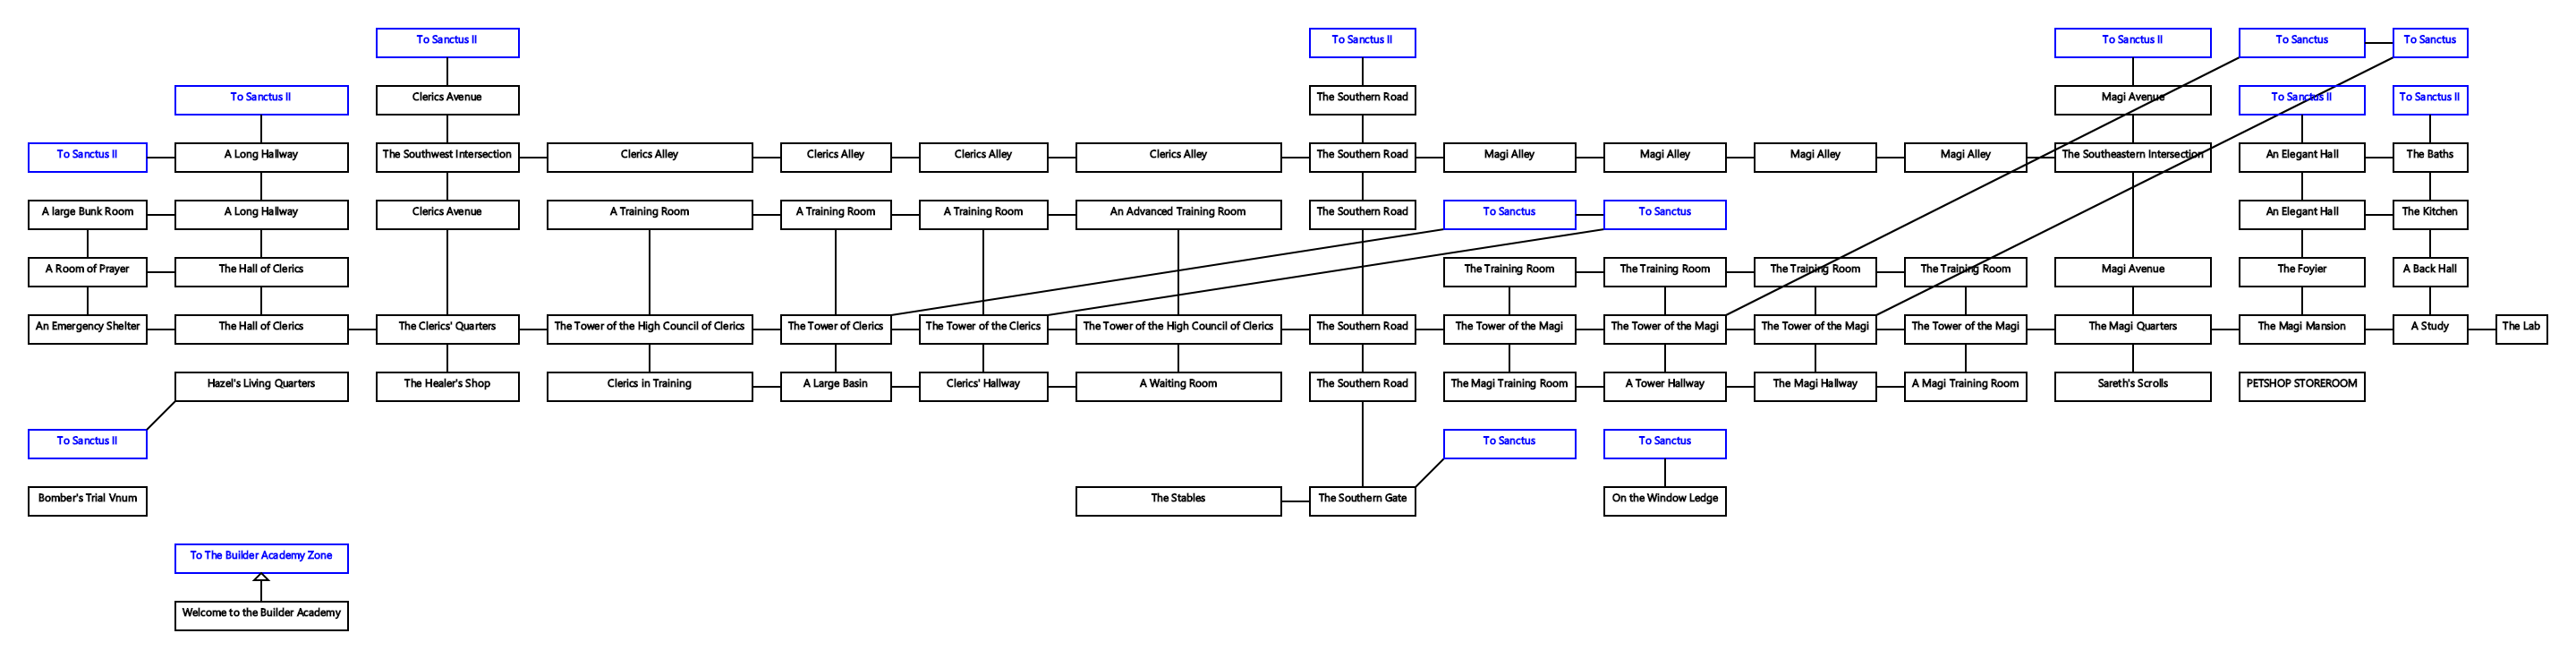 To Sanctus II
To Sanctus II
To Sanctus II
To Sanctus
To Sanctus
To Sanctus II
Clerics Avenue
The Southern Road
Magi Avenue
To Sanctus II
To Sanctus II
To Sanctus II
A Long Hallway
The Southwest Intersection
Clerics Alley
Clerics Alley
Clerics Alley
Clerics Alley
The Southern Road
Magi Alley
Magi Alley
Magi Alley
Magi Alley
The Southeastern Intersection
An Elegant Hall
The Baths
A large Bunk Room
A Long Hallway
Clerics Avenue
A Training Room
A Training Room
A Training Room
An Advanced Training Room
The Southern Road
To Sanctus
To Sanctus
An Elegant Hall
The Kitchen
A Room of Prayer
The Hall of Clerics
The Training Room
The Training Room
The Training Room
The Training Room
Magi Avenue
The Foyier
A Back Hall
An Emergency Shelter
The Hall of Clerics
The Clerics' Quarters
The Tower of the High Council of Clerics
The Tower of Clerics
The Tower of the Clerics
The Tower of the High Council of Clerics
The Southern Road
The Tower of the Magi
The Tower of the Magi
The Tower of the Magi
The Tower of the Magi
The Magi Quarters
The Magi Mansion
A Study
The Lab
Hazel's Living Quarters
The Healer's Shop
Clerics in Training
A Large Basin
Clerics' Hallway
A Waiting Room
The Southern Road
The Magi Training Room
A Tower Hallway
The Magi Hallway
A Magi Training Room
Sareth's Scrolls
PETSHOP STOREROOM
To Sanctus II
To Sanctus
To Sanctus
Bomber's Trial Vnum
The Stables
The Southern Gate
On the Window Ledge
To The Builder Academy Zone
Welcome to the Builder Academy